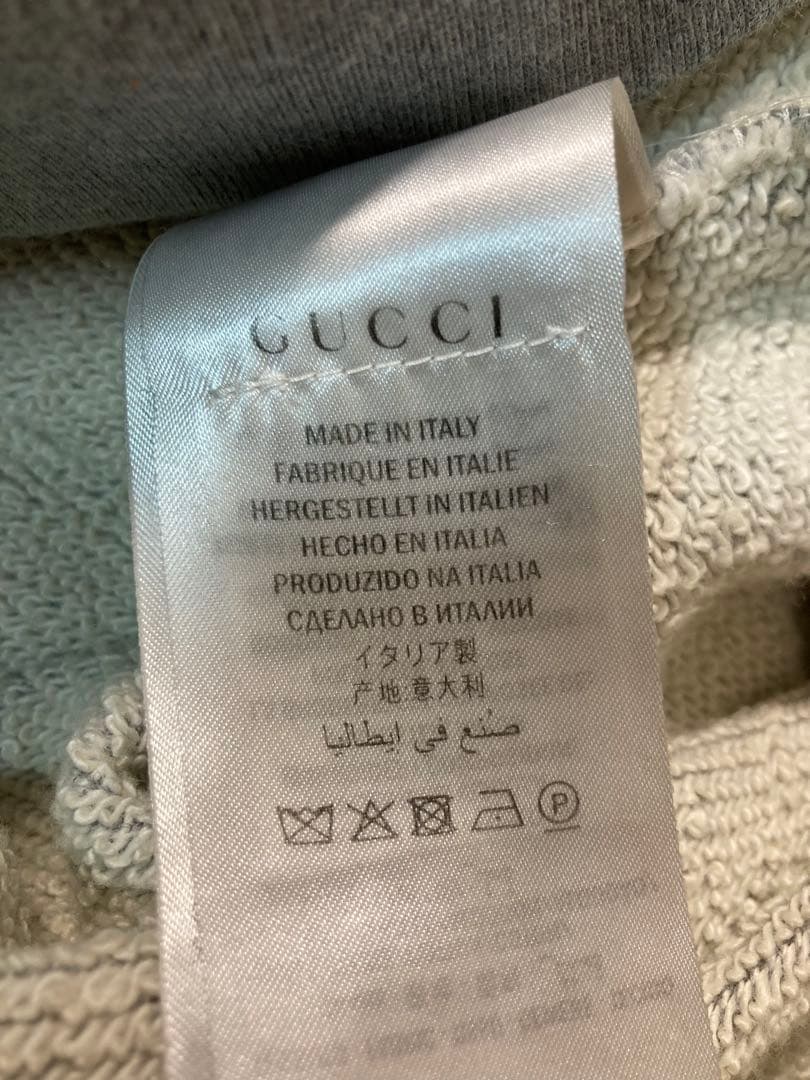 GUCCI
MADE IN ITALY
FABRIQUE EN ITALIE
HERGESTELLT IN ITALIEN
HECHO EN ITALIA
PRODUZIDO NA ITALIA
СДЕЛАНО В ИТАЛИИ
イタリア製
产地:意大利
صُنع في ايطاليا
P